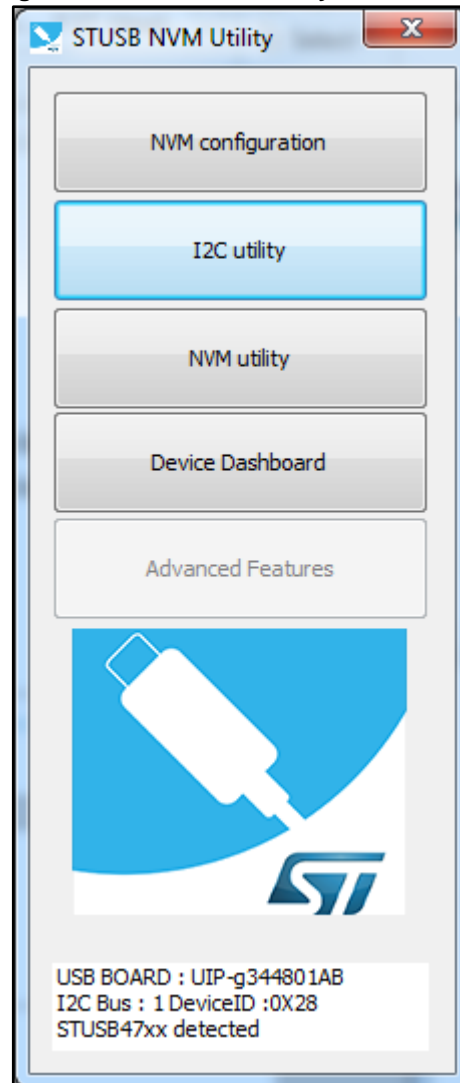 STUSB NVM Utility
NVM configuration
I2C utility
NVM utility
Device Dashboard
Advanced Features
ST
USB BOARD : UIP-g344801AB
I2C Bus : 1 DeviceID :0X28
STUSB47xx detected